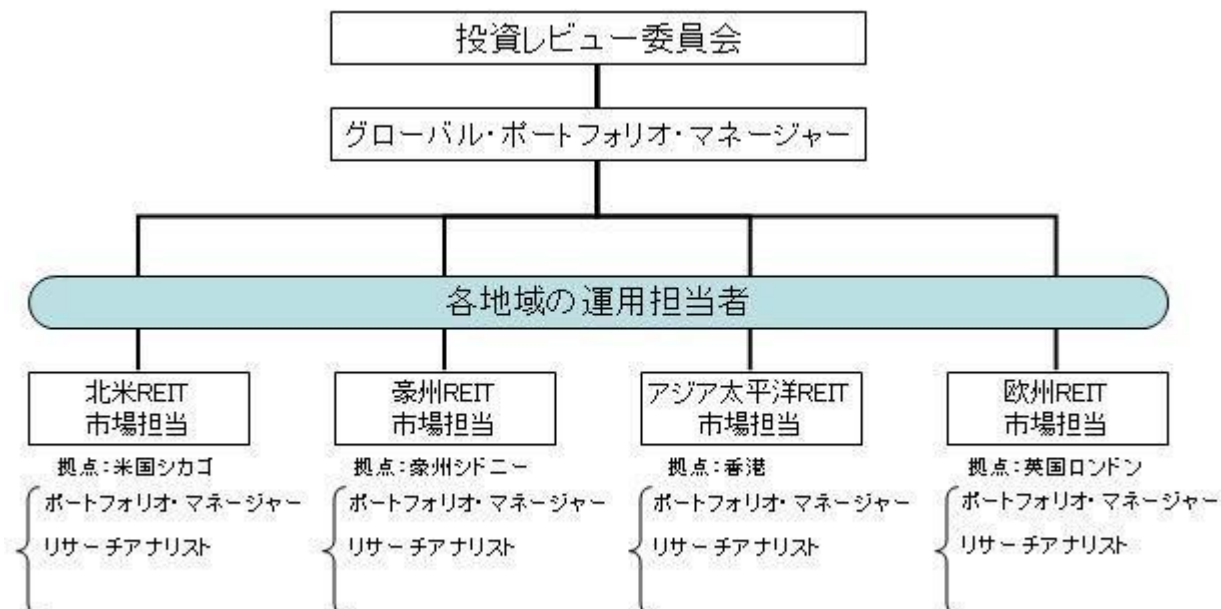 投資レビュー委員会
グローバル・ポートフォリオ・マネージャー
各地域の運用担当者
北米REIT
市場担当
拠点:米国シカゴ
ポートフォリオ・マネージャー
リサーチアナリスト
豪州REIT
市場担当
拠点:豪州シドニー
ポートフォリオ・マネージャー
リサーチアナリスト
アジア太平洋REIT
市場担当
拠点:香港
ポートフォリオ・マネージャー
リサーチアナリスト
欧州REIT
市場担当
拠点:英国ロンドン
ポートフォリオ・マネージャー
リサーチアナリスト